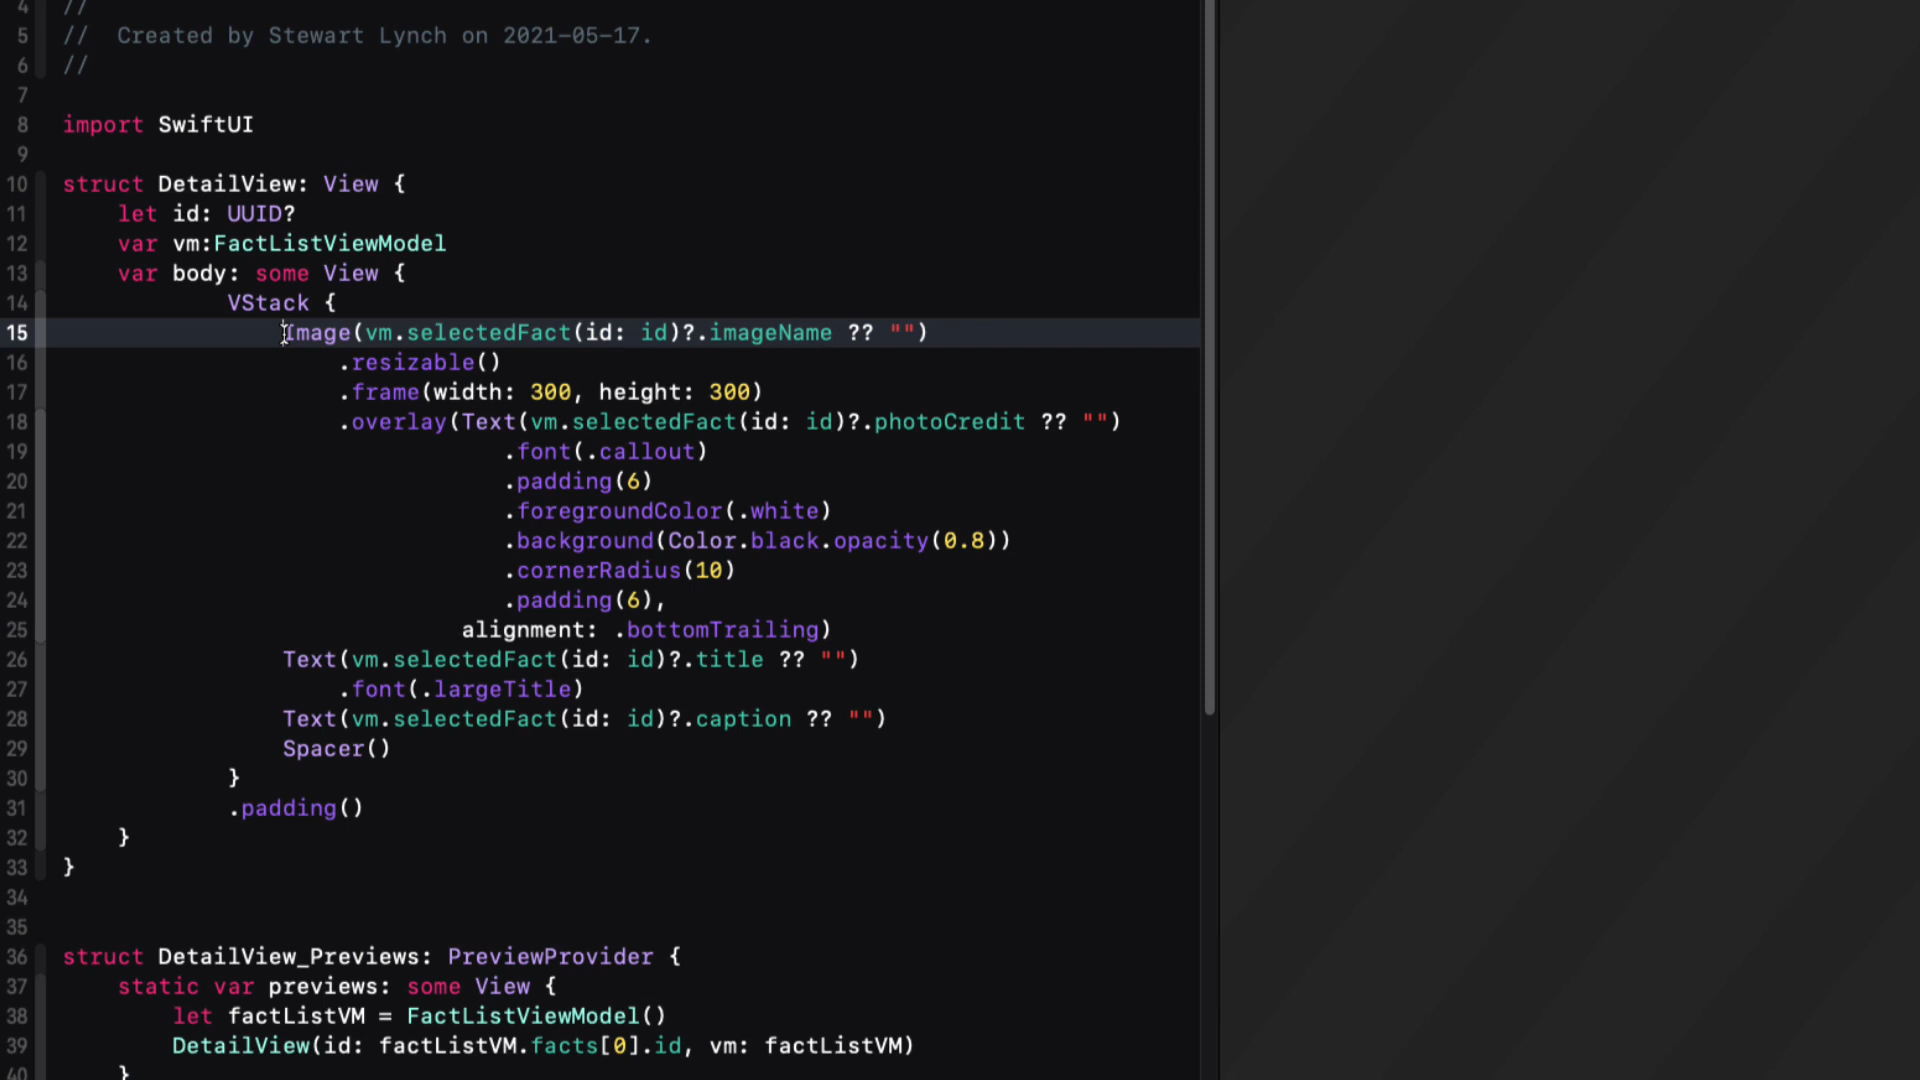 4 //
5 //  Created by Stewart Lynch on 2021-05-17.
6 //
7
8 import SwiftUI
9
10 struct DetailView: View {
11     let id: UUID?
12     var vm:FactListViewModel
13     var body: some View {
14             VStack {
15                 Image(vm.selectedFact(id: id)?.imageName ?? "")
16                     .resizable()
17                     .frame(width: 300, height: 300)
18                     .overlay(Text(vm.selectedFact(id: id)?.photoCredit ?? "")
19                                 .font(.callout)
20                                 .padding(6)
21                                 .foregroundColor(.white)
22                                 .background(Color.black.opacity(0.8))
23                                 .cornerRadius(10)
24                                 .padding(6),
25                              alignment: .bottomTrailing)
26                 Text(vm.selectedFact(id: id)?.title ?? "")
27                     .font(.largeTitle)
28                 Text(vm.selectedFact(id: id)?.caption ?? "")
29                 Spacer()
30             }
31             .padding()
32     }
33 }
34
35
36 struct DetailView_Previews: PreviewProvider {
37     static var previews: some View {
38         let factListVM = FactListViewModel()
39         DetailView(id: factListVM.facts[0].id, vm: factListVM)
40     }